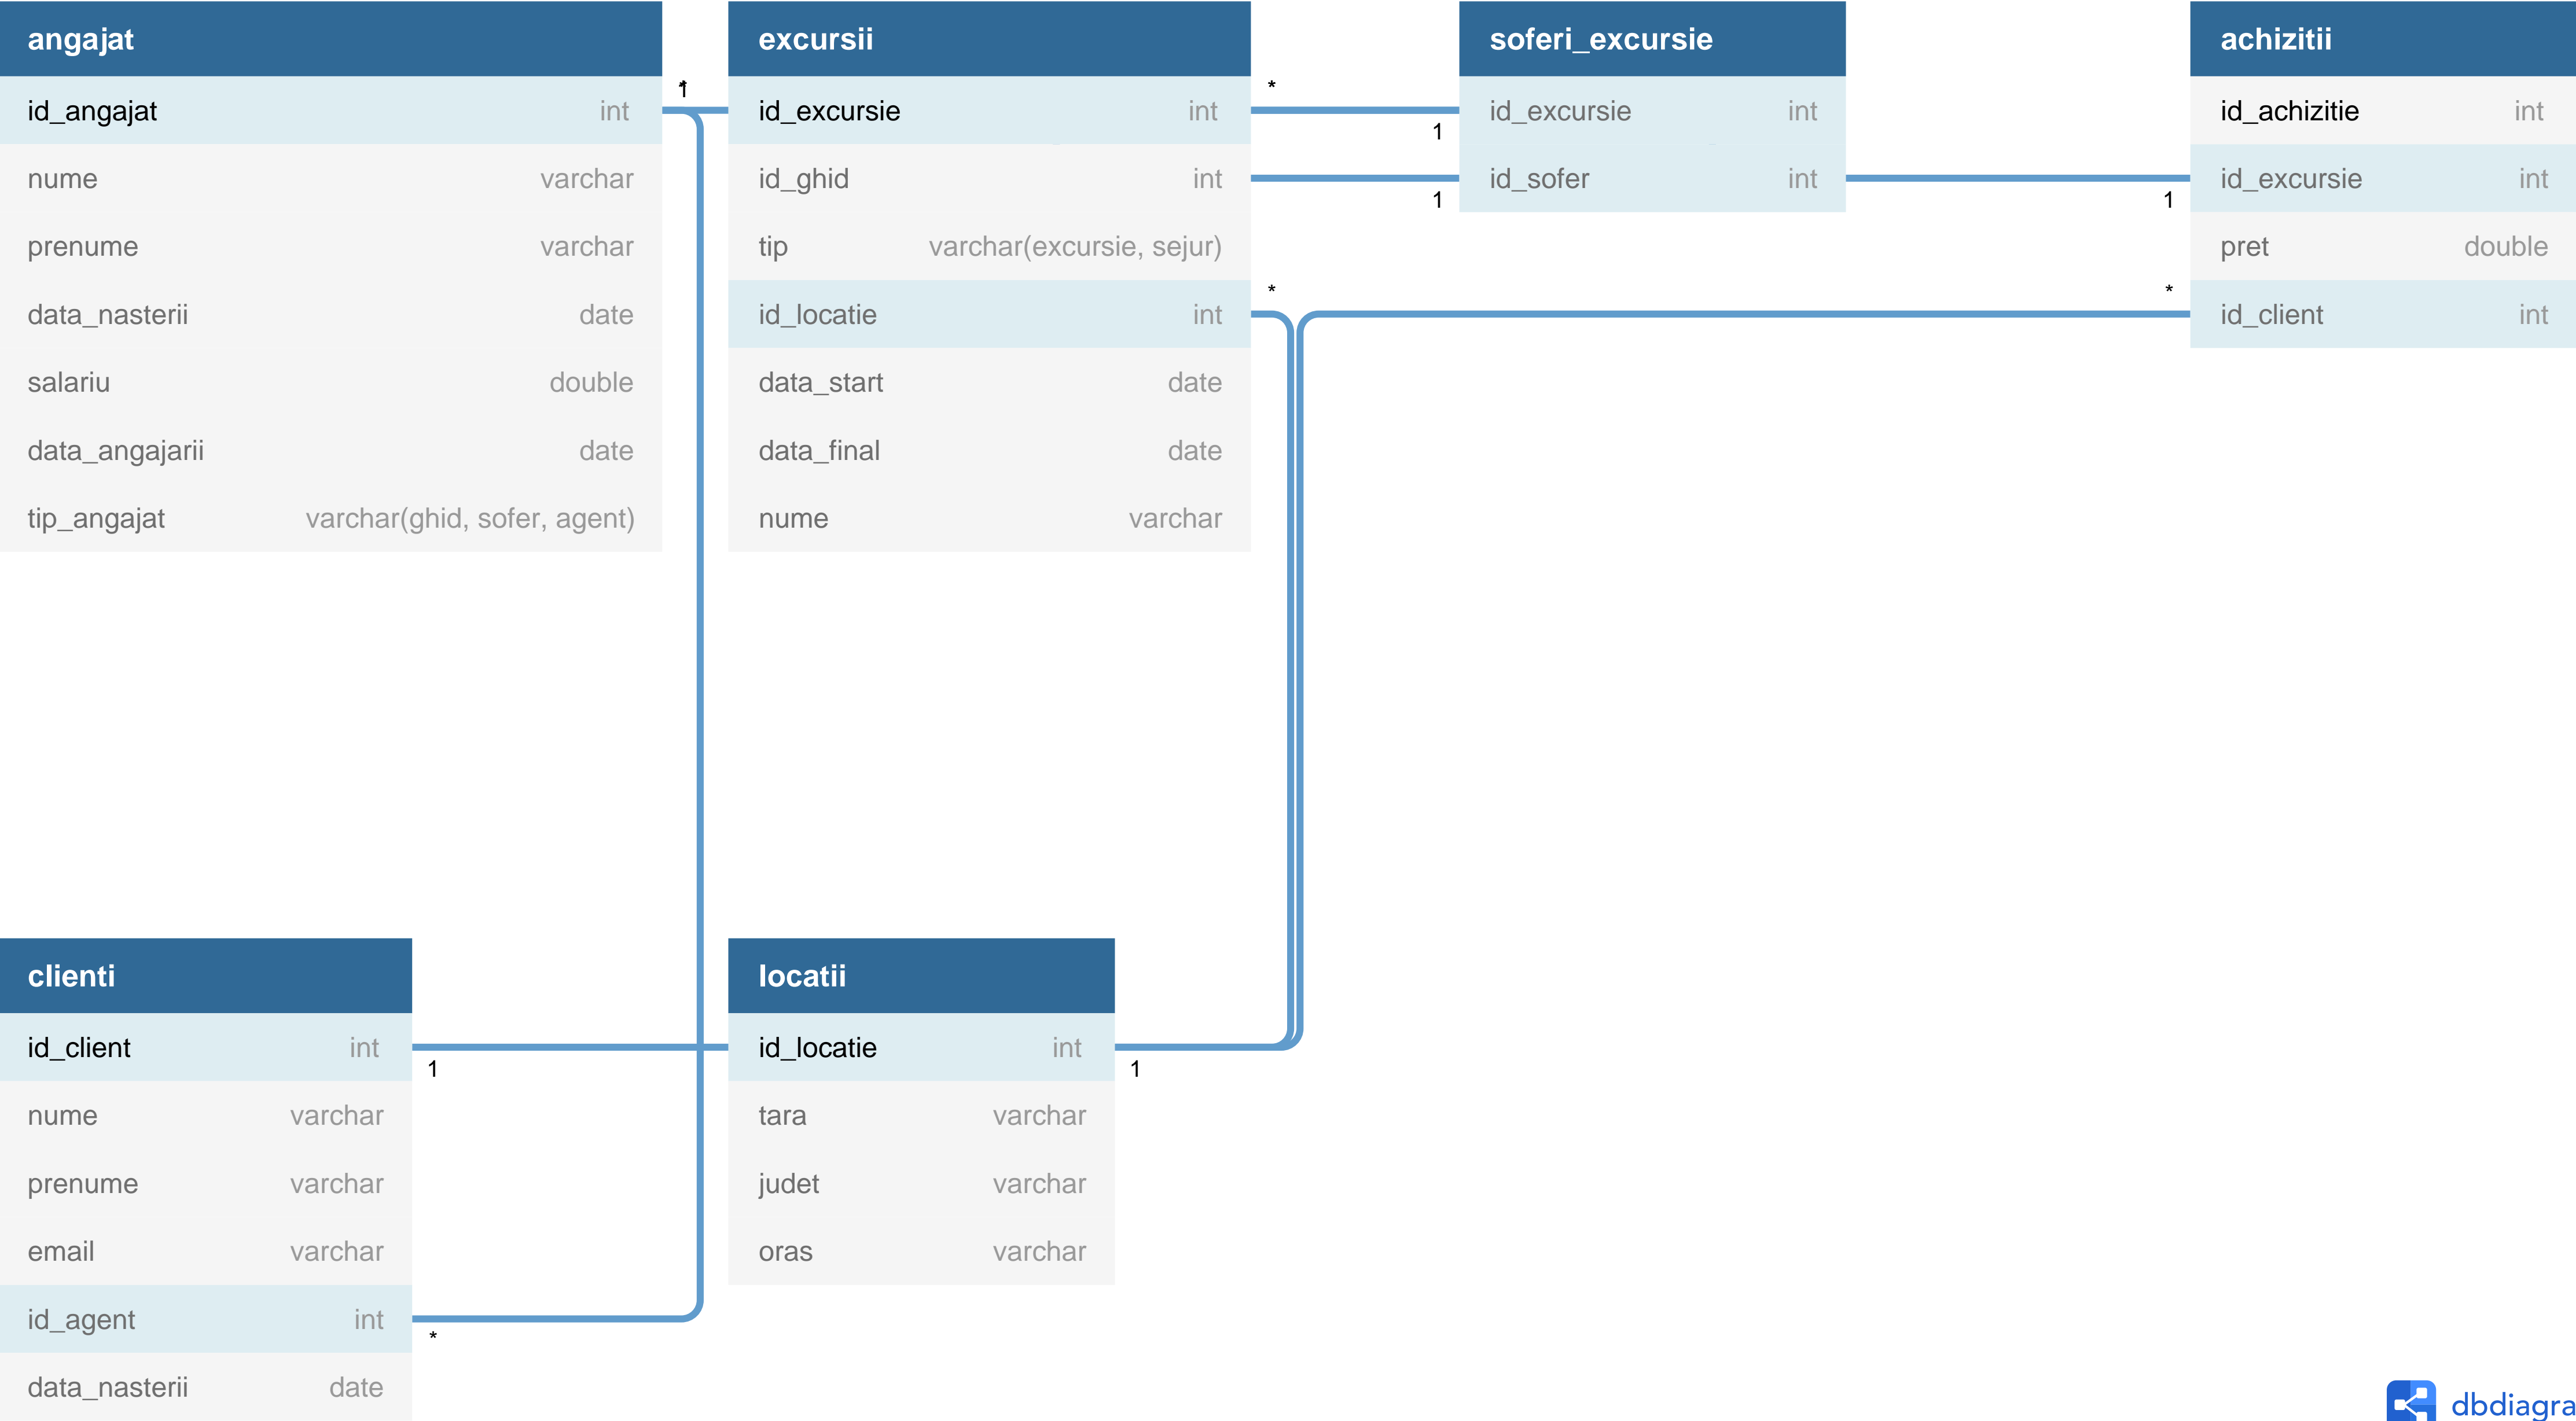 angajat
id_angajat int
nume varchar
prenume varchar
data_nasterii date
salariu double
data_angajarii date
tip_angajat varchar(ghid, sofer, agent)
1
*
excursii
id_excursie int
id_ghid int
tip varchar(excursie, sejur)
id_locatie int
data_start date
data_final date
nume varchar
*
*
soferi_excursie
id_excursie int
id_sofer int
1
1
achizitii
id_achizitie int
id_excursie int
pret double
id_client int
1
*
clienti
id_client int
nume varchar
prenume varchar
email varchar
id_agent int
data_nasterii date
1
*
locatii
id_locatie int
tara varchar
judet varchar
oras varchar
1
dbdiagra